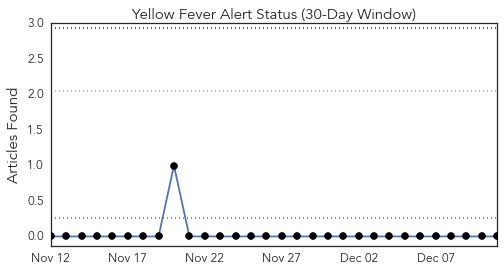 Yellow Fever Alert Status (30-Day Window)
Articles Found
3.0
2.5
2.0
1.5
1.0
0.5
0.0
Nov 12 Nov 17 Nov 22 Nov 27 Dec 02 Dec 07